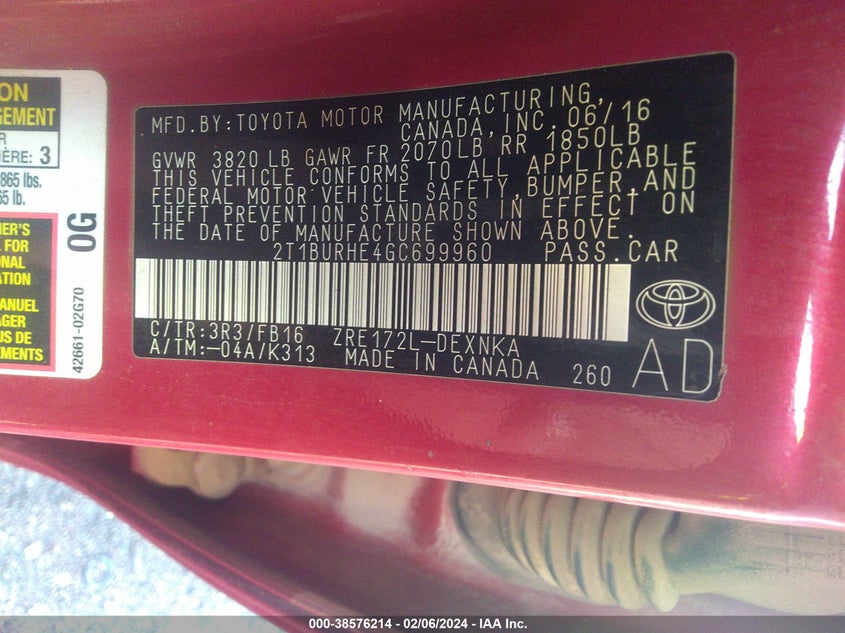 ON
GEMENT
R
IÈRE: 3
865 lbs.
65 lb.
0G
ER'S
L FOR
ONAL
ATION
MANUEL
AGER
US DE
EMENTS.
42661-02G70
MFD.BY:TOYOTA MOTOR MANUFACTURING,
CANADA,INC. 06/16
GVWR 3820 LB GAWR FR 2070LB RR 1850LB
THIS VEHICLE CONFORMS TO ALL APPLICABLE
FEDERAL MOTOR VEHICLE SAFETY,BUMPER,AND
THEFT PREVENTION STANDARDS IN EFFECT ON
THE DATE OF MANUFACTURE SHOWN ABOVE.
2T1BURHE4GC699960 PASS.CAR
C/TR:3R3/FB16 ZRE172L-DEXNKA
A/TM:-04A/K313 MADE IN CANADA 260
AD
000-38576214 — 02/06/2024 — IAA Inc.